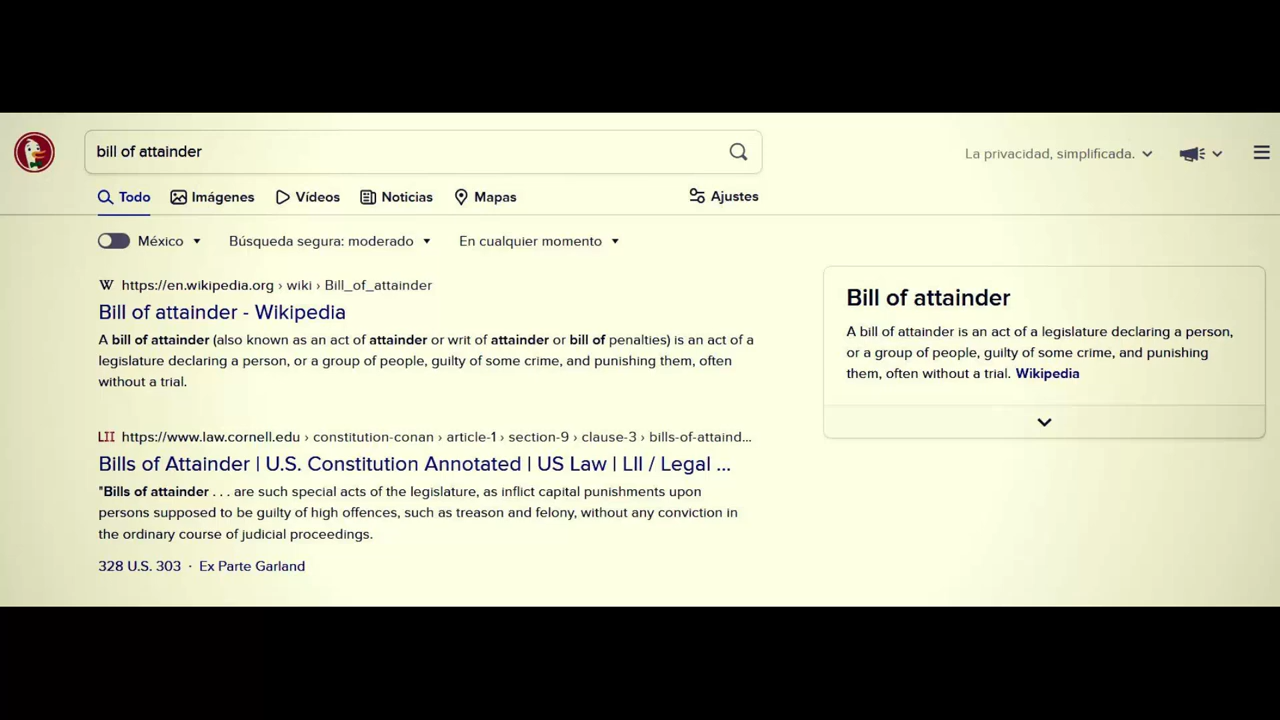 bill of attainder
La privacidad, simplificada.
Todo Imágenes Vídeos Noticias Mapas Ajustes
México Búsqueda segura: moderado En cualquier momento
W https://en.wikipedia.org › wiki › Bill_of_attainder
Bill of attainder - Wikipedia
A bill of attainder (also known as an act of attainder or writ of attainder or bill of penalties) is an act of a
legislature declaring a person, or a group of people, guilty of some crime, and punishing them, often
without a trial.
LII https://www.law.cornell.edu › constitution-conan › article-1 › section-9 › clause-3 › bills-of-attaind...
Bills of Attainder | U.S. Constitution Annotated | US Law | LII / Legal ...
"Bills of attainder . . . are such special acts of the legislature, as inflict capital punishments upon
persons supposed to be guilty of high offences, such as treason and felony, without any conviction in
the ordinary course of judicial proceedings.
328 U.S. 303 · Ex Parte Garland
Bill of attainder
A bill of attainder is an act of a legislature declaring a person,
or a group of people, guilty of some crime, and punishing
them, often without a trial. Wikipedia